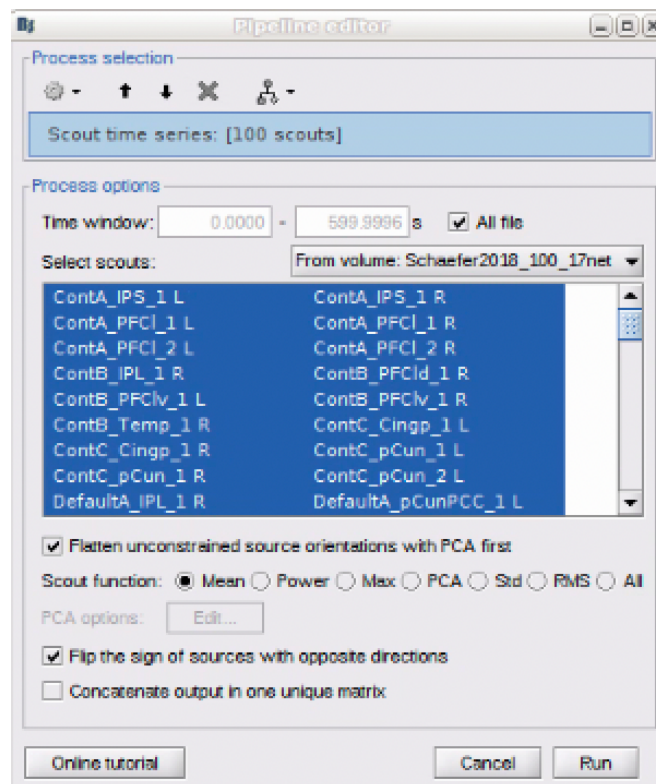 Pipeline editor
Process selection
Scout time series: [100 scouts]
Process options
Time window: 0.0000 - 599.9996 s All file
Select scouts: From volume: Schaefer2018_100_17net
ContA_IPS_1 L ContA_IPS_1 R
ContA_PFCl_1 L ContA_PFCl_1 R
ContA_PFCl_2 L ContA_PFCl_2 R
ContB_IPL_1 R ContB_PFCld_1 R
ContB_PFClv_1 L ContB_PFClv_1 R
ContB_Temp_1 R ContC_Cingp_1 L
ContC_Cingp_1 R ContC_pCun_1 L
ContC_pCun_1 R ContC_pCun_2 L
DefaultA_IPL_1 R DefaultA_pCunPCC_1 L
Flatten unconstrained source orientations with PCA first
Scout function: Mean Power Max PCA Std RMS All
PCA options: Edit...
Flip the sign of sources with opposite directions
Concatenate output in one unique matrix
Online tutorial Cancel Run